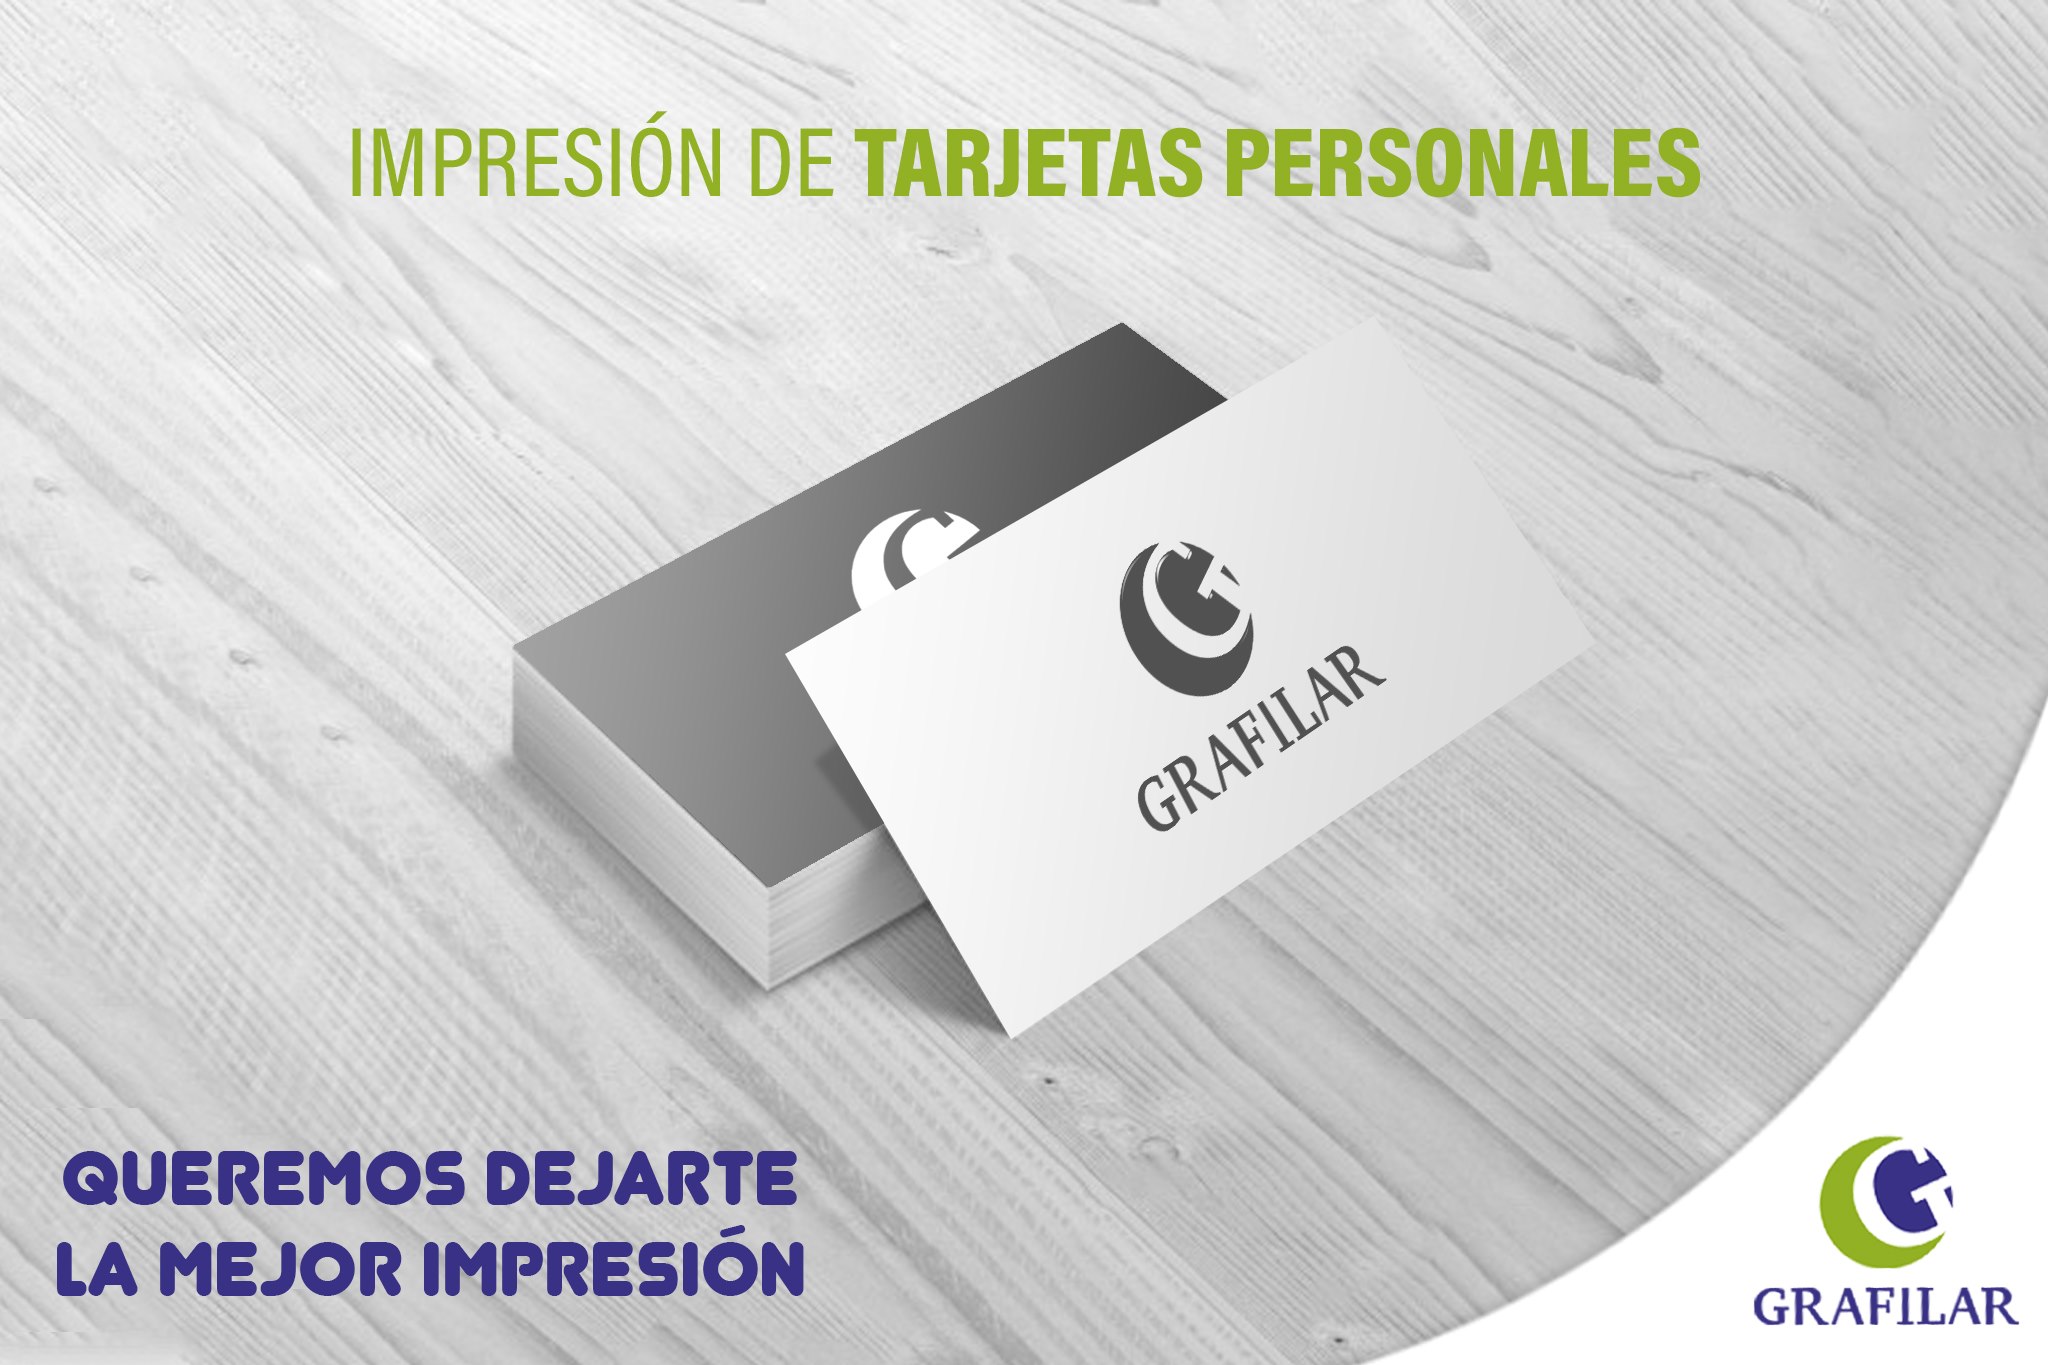 IMPRESIÓN DE TARJETAS PERSONALES
GRAFILAR
QUEREMOS DEJARTE
LA MEJOR IMPRESIÓN
GRAFILAR